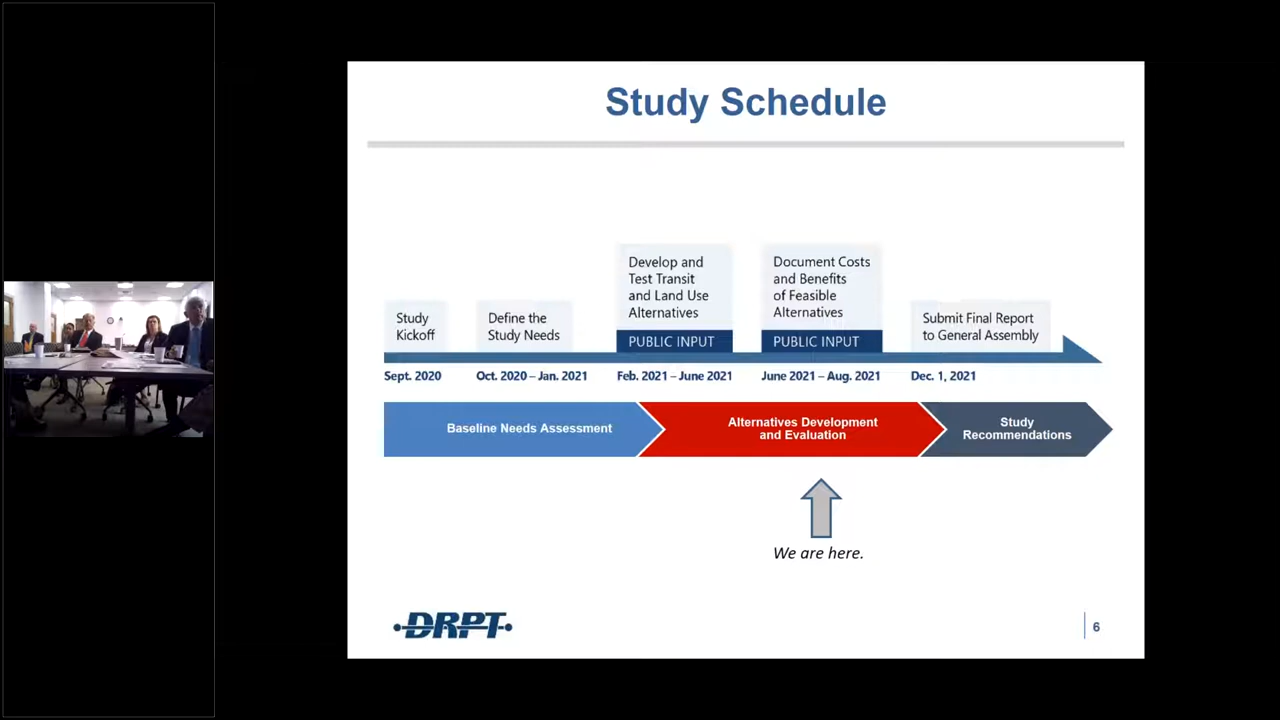 Study Schedule
Study
Kickoff
Define the
Study Needs
Develop and
Test Transit
and Land Use
Alternatives
PUBLIC INPUT
Document Costs
and Benefits
of Feasible
Alternatives
PUBLIC INPUT
Submit Final Report
to General Assembly
Sept. 2020
Oct. 2020 – Jan. 2021
Feb. 2021 – June 2021
June 2021 – Aug. 2021
Dec. 1, 2021
Baseline Needs Assessment
Alternatives Development
and Evaluation
Study
Recommendations
We are here.
DRPT
6